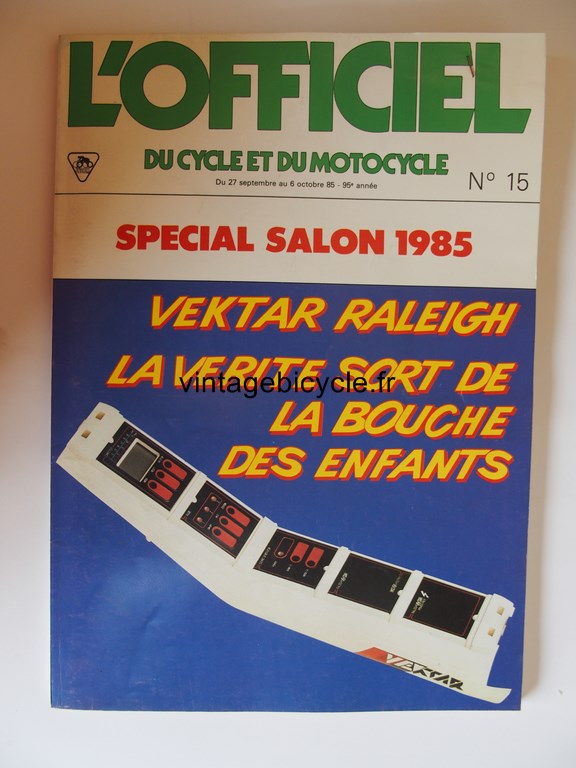 L'OFFICIEL
DU CYCLE ET DU MOTOCYCLE
Du 27 septembre au 6 octobre 85 - 95e année
N° 15
SPECIAL SALON 1985
VEKTAR RALEIGH
LA VERITE SORT DE
vintagebicycle.fr
LA BOUCHE
DES ENFANTS
VEKTAR